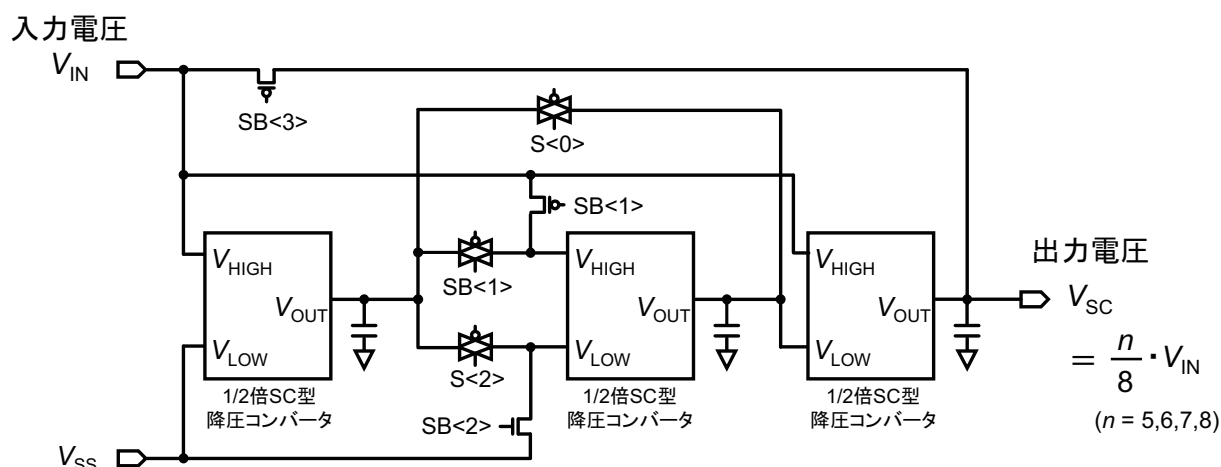 入力電圧
V_IN
SB<3>
S<0>
SB<1>
SB<1>
S<2>
SB<2>
V_HIGH
V_OUT
V_LOW
1/2倍SC型
降圧コンバータ
V_HIGH
V_OUT
V_LOW
1/2倍SC型
降圧コンバータ
V_HIGH
V_OUT
V_LOW
1/2倍SC型
降圧コンバータ
出力電圧
V_SC
= n/8 · V_IN
(n = 5,6,7,8)
V_SS